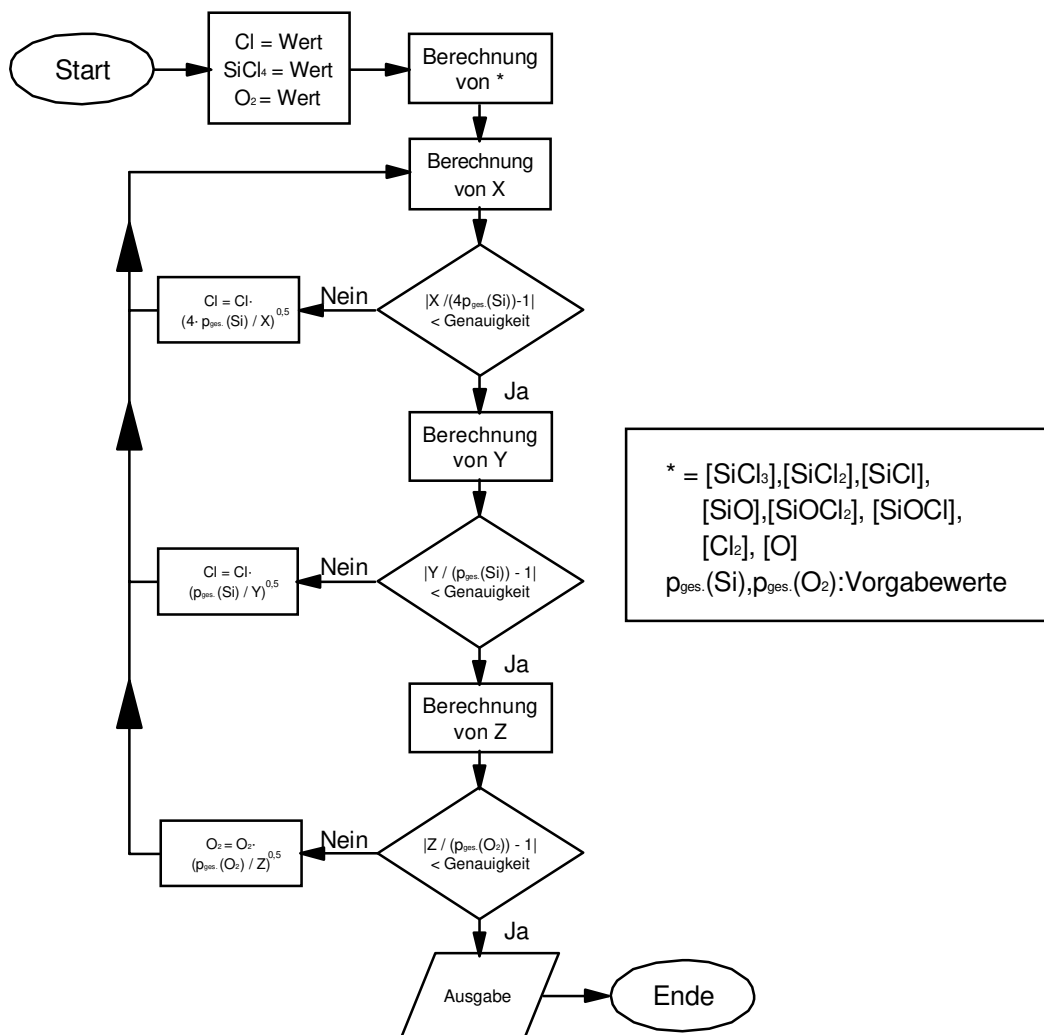 Start
Cl = Wert
SiCl₄ = Wert
O₂ = Wert
Berechnung
von *
Berechnung
von X
|X /(4pges.(Si))-1|
< Genauigkeit
Nein
Cl = Cl·
(4· pges.(Si) / X)^0,5
Ja
Berechnung
von Y
|Y / (pges.(Si)) - 1|
< Genauigkeit
Nein
Cl = Cl·
(pges.(Si) / Y)^0,5
Ja
Berechnung
von Z
|Z / (pges.(O₂)) - 1|
< Genauigkeit
Nein
O₂ = O₂·
(pges.(O₂) / Z)^0,5
Ja
Ausgabe
Ende
* = [SiCl₃],[SiCl₂],[SiCl],
[SiO],[SiOCl₂], [SiOCl],
[Cl₂], [O]
pges.(Si),pges.(O₂):Vorgabewerte